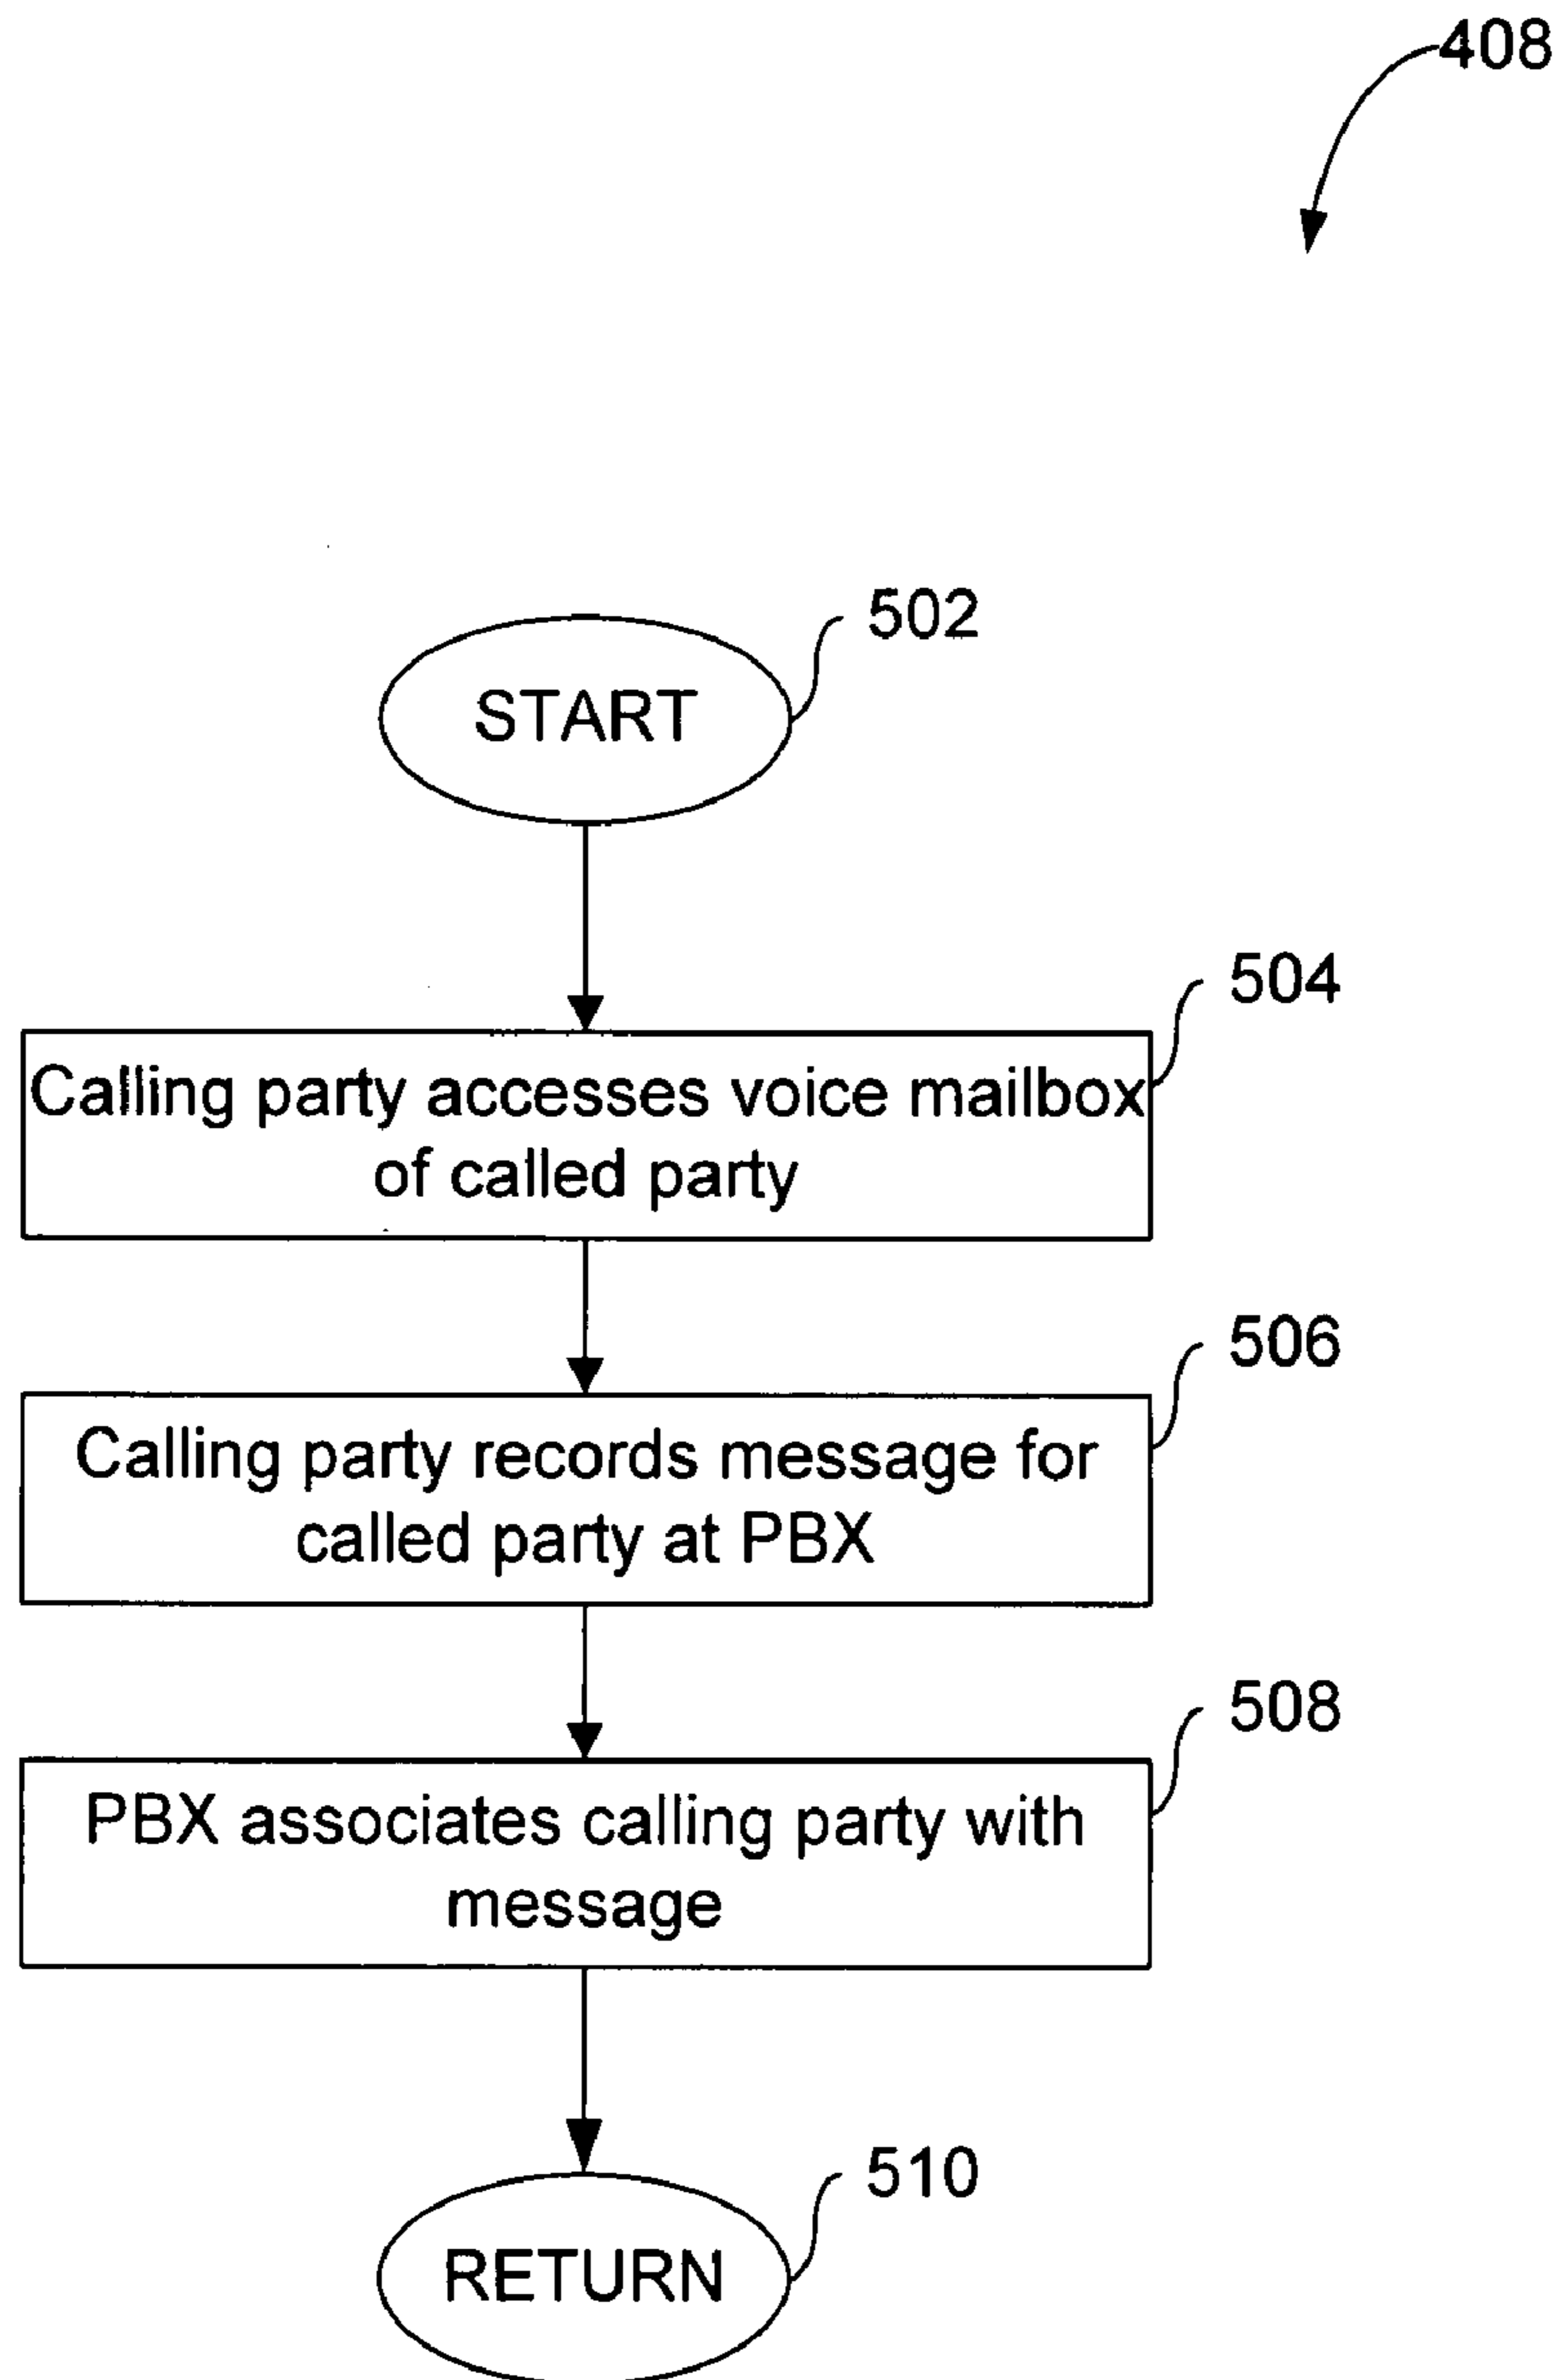 408
502
START
504
Calling party accesses voice mailbox
of called party
506
Calling party records message for
called party at PBX
508
PBX associates calling party with
message
510
RETURN